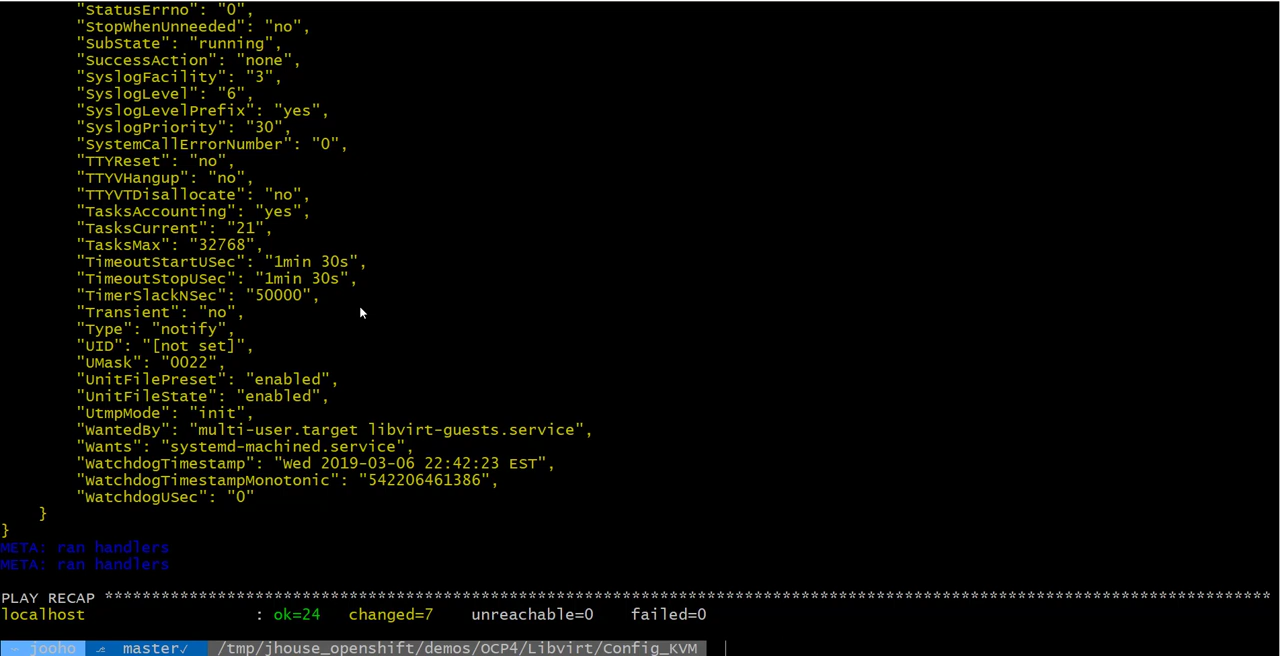 "StatusErrno": "0",
"StopWhenUnneeded": "no",
"SubState": "running",
"SuccessAction": "none",
"SyslogFacility": "3",
"SyslogLevel": "6",
"SyslogLevelPrefix": "yes",
"SyslogPriority": "30",
"SystemCallErrorNumber": "0",
"TTYReset": "no",
"TTYVHangup": "no",
"TTYVTDisallocate": "no",
"TasksAccounting": "yes",
"TasksCurrent": "21",
"TasksMax": "32768",
"TimeoutStartUSec": "1min 30s",
"TimeoutStopUSec": "1min 30s",
"TimerSlackNSec": "50000",
"Transient": "no",
"Type": "notify",
"UID": "[not set]",
"UMask": "0022",
"UnitFilePreset": "enabled",
"UnitFileState": "enabled",
"UtmpMode": "init",
"WantedBy": "multi-user.target libvirt-guests.service",
"Wants": "systemd-machined.service",
"WatchdogTimestamp": "Wed 2019-03-06 22:42:23 EST",
"WatchdogTimestampMonotonic": "542206461386",
"WatchdogUSec": "0"
}
}
META: ran handlers
META: ran handlers
PLAY RECAP ****************************************************************************************************************************
localhost : ok=24 changed=7 unreachable=0 failed=0
~ jooho master✓ /tmp/jhouse_openshift/demos/OCP4/Libvirt/Config_KVM